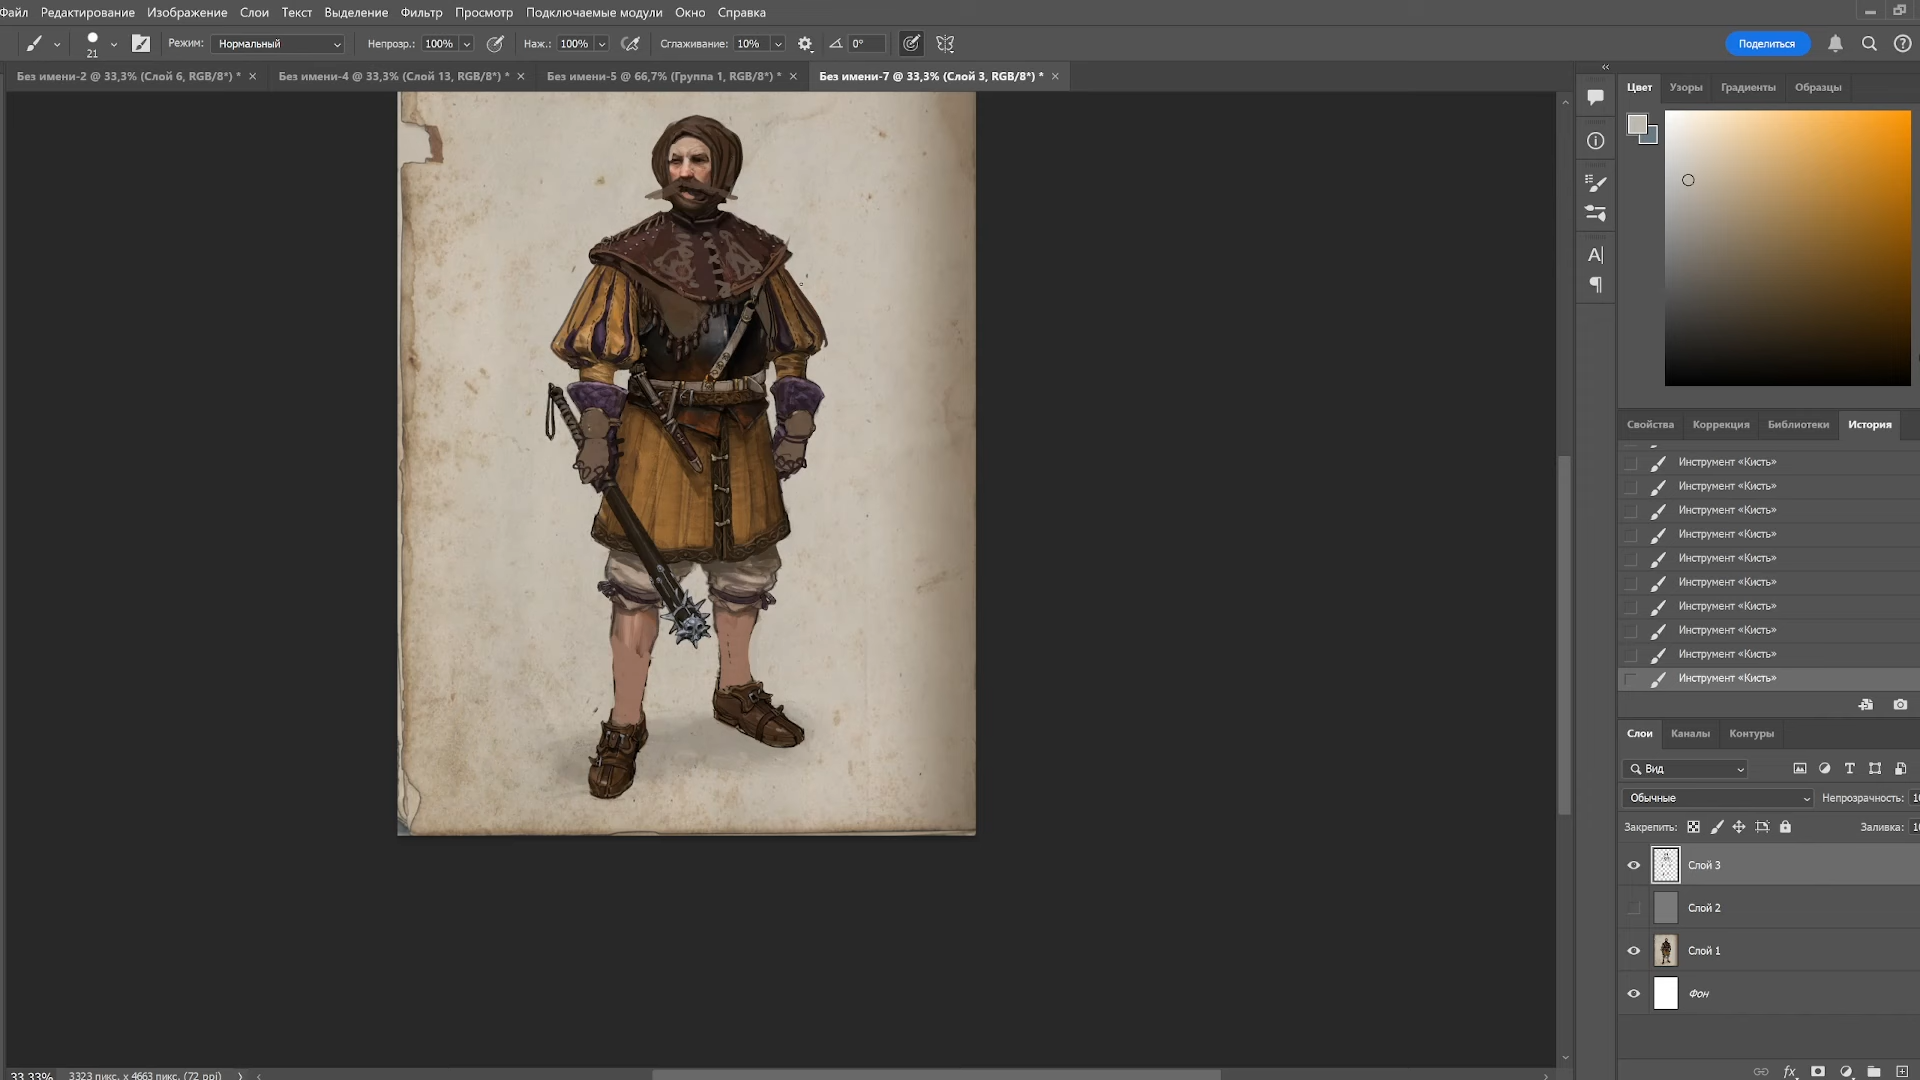 Файл Редактирование Изображение Слои Текст Выделение Фильтр Просмотр Подключаемые модули Окно Справка
21 Режим: Нормальный Непрозр.: 100% Наж.: 100% Сглаживание: 10% 0° Поделиться
Без имени-2 @ 33,3% (Слой 6, RGB/8*) * Без имени-4 @ 33,3% (Слой 13, RGB/8*) * Без имени-5 @ 66,7% (Группа 1, RGB/8*) * Без имени-7 @ 33,3% (Слой 3, RGB/8*) *
Цвет Узоры Градиенты Образцы
Свойства Коррекция Библиотеки История
Инструмент «Кисть»
Инструмент «Кисть»
Инструмент «Кисть»
Инструмент «Кисть»
Инструмент «Кисть»
Инструмент «Кисть»
Инструмент «Кисть»
Инструмент «Кисть»
Инструмент «Кисть»
Инструмент «Кисть»
Слои Каналы Контуры
Вид
Обычные Непрозрачность: 10
Закрепить: Заливка: 10
Слой 3
Слой 2
Слой 1
Фон
33,33% 3323 пикс. x 4663 пикс. (72 ppi)